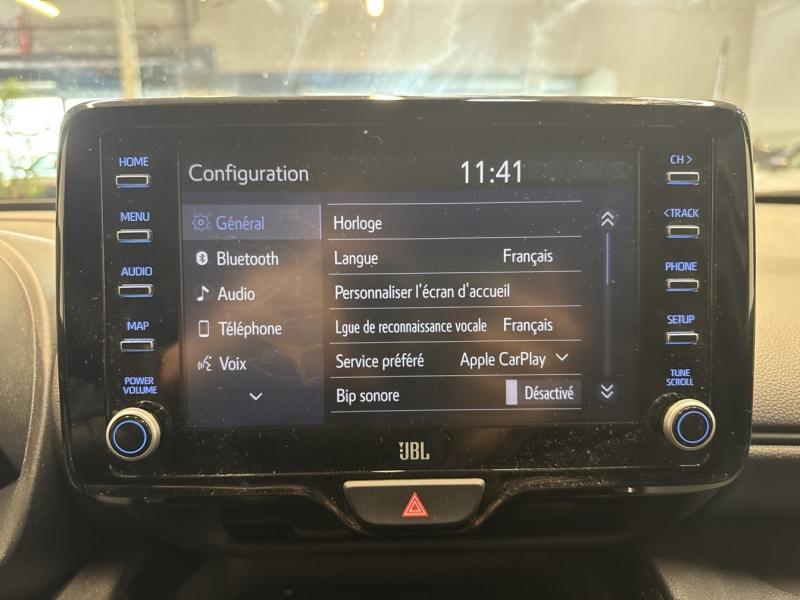 HOME
MENU
AUDIO
MAP
POWER
VOLUME
Configuration
11:41
Général
Bluetooth
Audio
Téléphone
Voix
Horloge
Langue Français
Personnaliser l'écran d'accueil
Lgue de reconnaissance vocale Français
Service préféré Apple CarPlay
Bip sonore Désactivé
CH >
< TRACK
PHONE
SETUP
TUNE
SCROLL
JBL